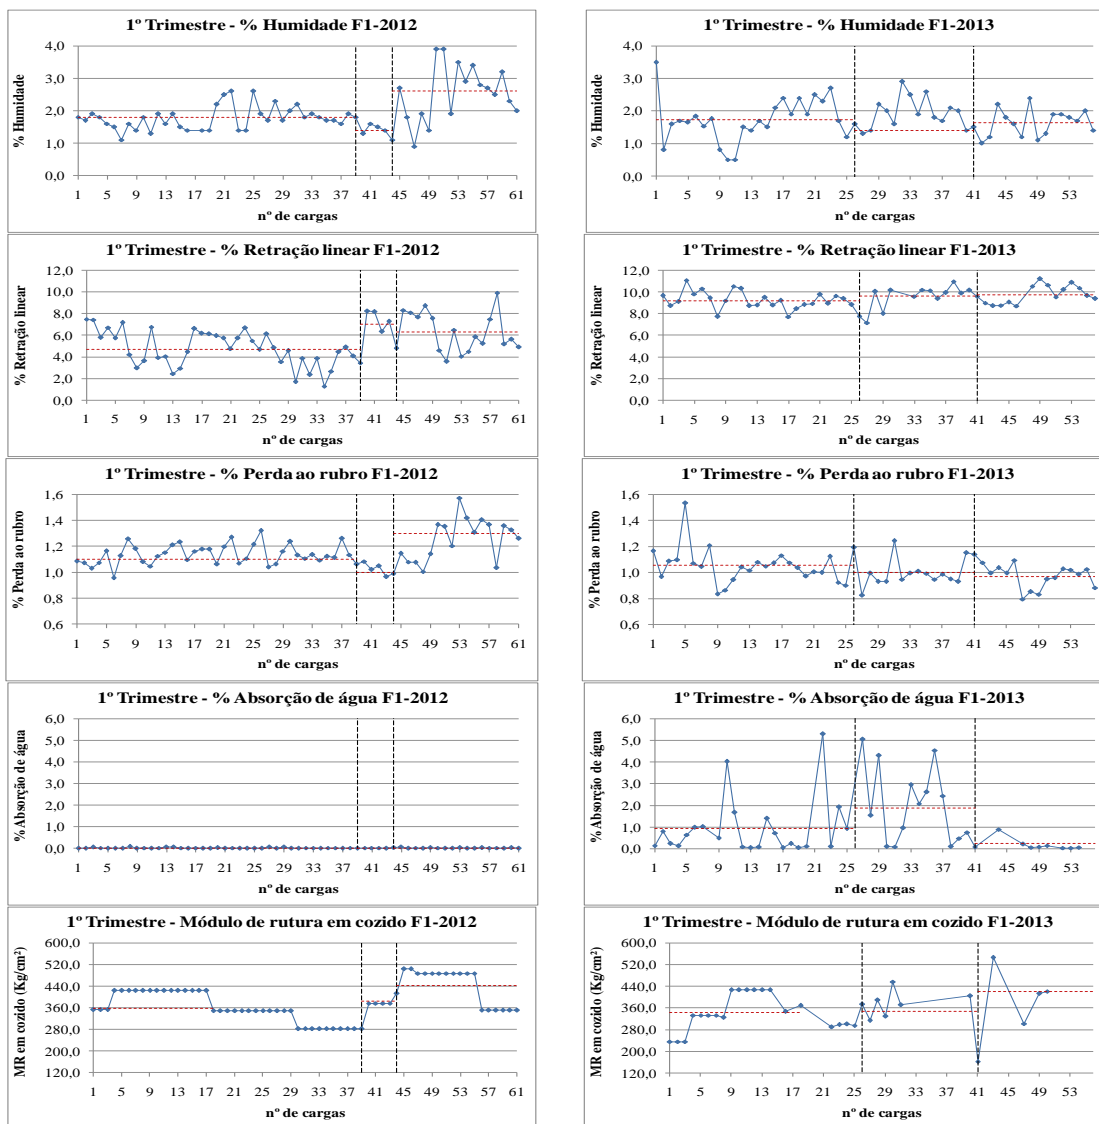 1º Trimestre - % Humidade F1-2012
% Humidade
4,0
3,0
2,0
1,0
0,0
1 5 9 13 17 21 25 29 33 37 41 45 49 53 57 61
nº de cargas
1º Trimestre - % Humidade F1-2013
% Humidade
4,0
3,0
2,0
1,0
0,0
1 5 9 13 17 21 25 29 33 37 41 45 49 53
nº de cargas
1º Trimestre - % Retração linear F1-2012
% Retração linear
12,0
10,0
8,0
6,0
4,0
2,0
0,0
1 5 9 13 17 21 25 29 33 37 41 45 49 53 57 61
nº de cargas
1º Trimestre - % Retração linear F1-2013
% Retração linear
12,0
10,0
8,0
6,0
4,0
2,0
0,0
1 5 9 13 17 21 25 29 33 37 41 45 49 53
nº de cargas
1º Trimestre - % Perda ao rubro F1-2012
% Perda ao rubro
1,6
1,4
1,2
1,0
0,8
0,6
1 5 9 13 17 21 25 29 33 37 41 45 49 53 57 61
nº de cargas
1º Trimestre - % Perda ao rubro F1-2013
% Perda ao rubro
1,6
1,4
1,2
1,0
0,8
0,6
1 5 9 13 17 21 25 29 33 37 41 45 49 53
nº de cargas
1º Trimestre - % Absorção de água F1-2012
% Absorção de água
6,0
5,0
4,0
3,0
2,0
1,0
0,0
1 5 9 13 17 21 25 29 33 37 41 45 49 53 57 61
nº de cargas
1º Trimestre - % Absorção de água F1-2013
% Absorção de água
6,0
5,0
4,0
3,0
2,0
1,0
0,0
1 5 9 13 17 21 25 29 33 37 41 45 49 53
nº de cargas
1º Trimestre - Módulo de rutura em cozido F1-2012
MR em cozido (Kg/cm²)
600,0
520,0
440,0
360,0
280,0
200,0
120,0
1 5 9 13 17 21 25 29 33 37 41 45 49 53 57 61
nº de cargas
1º Trimestre - Módulo de rutura em cozido F1-2013
MR em cozido (Kg/cm²)
600,0
520,0
440,0
360,0
280,0
200,0
120,0
1 5 9 13 17 21 25 29 33 37 41 45 49 53
nº de cargas